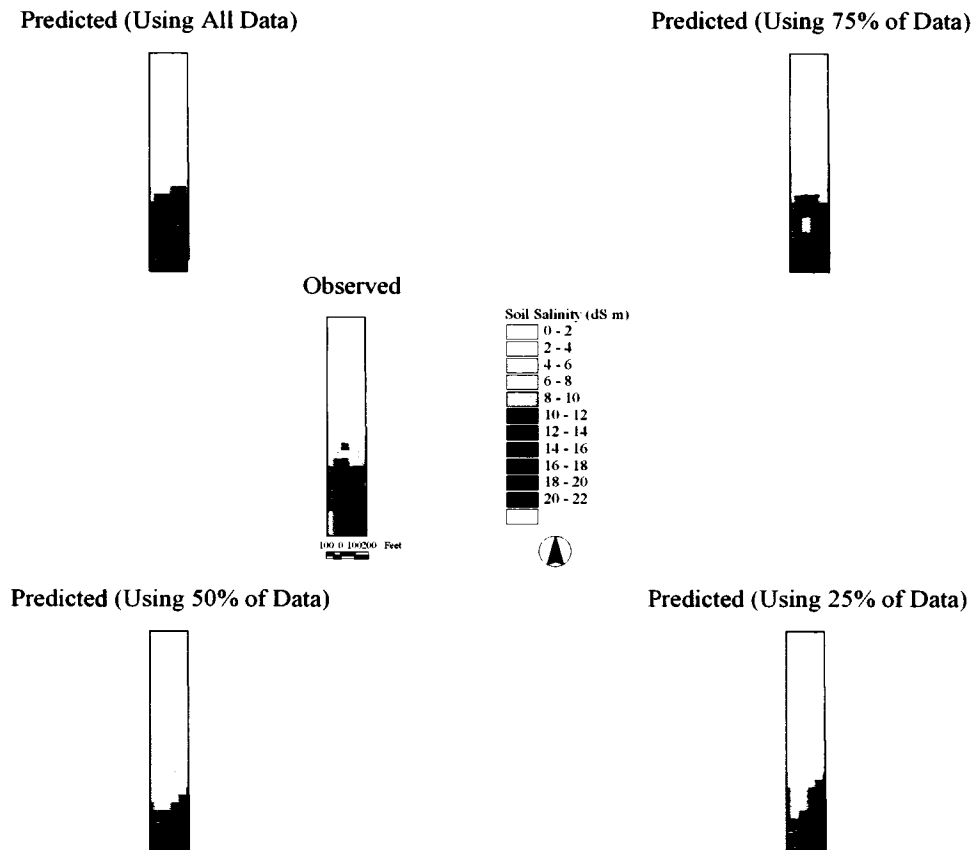 Predicted (Using All Data)
Predicted (Using 75% of Data)
Observed
Soil Salinity (dS m)
0 - 2
2 - 4
4 - 6
6 - 8
8 - 10
10 - 12
12 - 14
14 - 16
16 - 18
18 - 20
20 - 22
100 0 100200 Feet
Predicted (Using 50% of Data)
Predicted (Using 25% of Data)